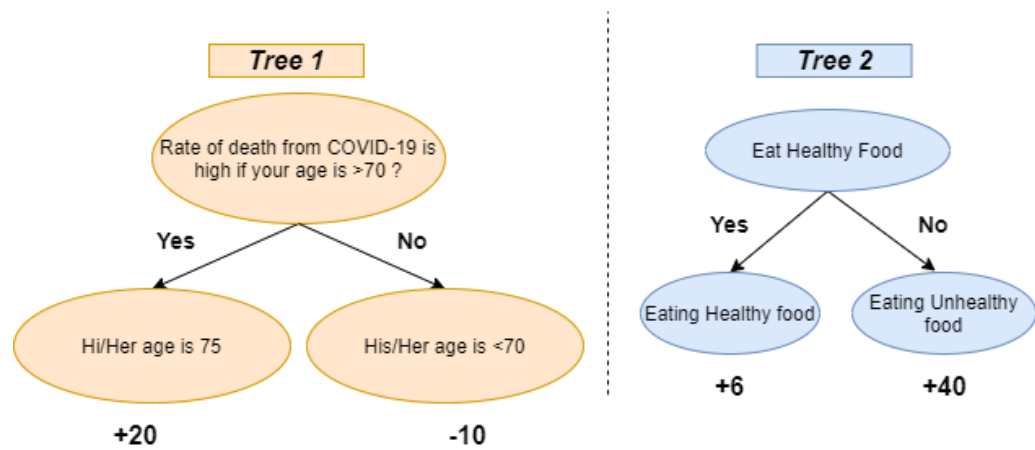 Tree 1
Rate of death from COVID-19 is
high if your age is >70 ?
Yes
No
Hi/Her age is 75
His/Her age is <70
+20
-10
Tree 2
Eat Healthy Food
Yes
No
Eating Healthy food
Eating Unhealthy
food
+6
+40